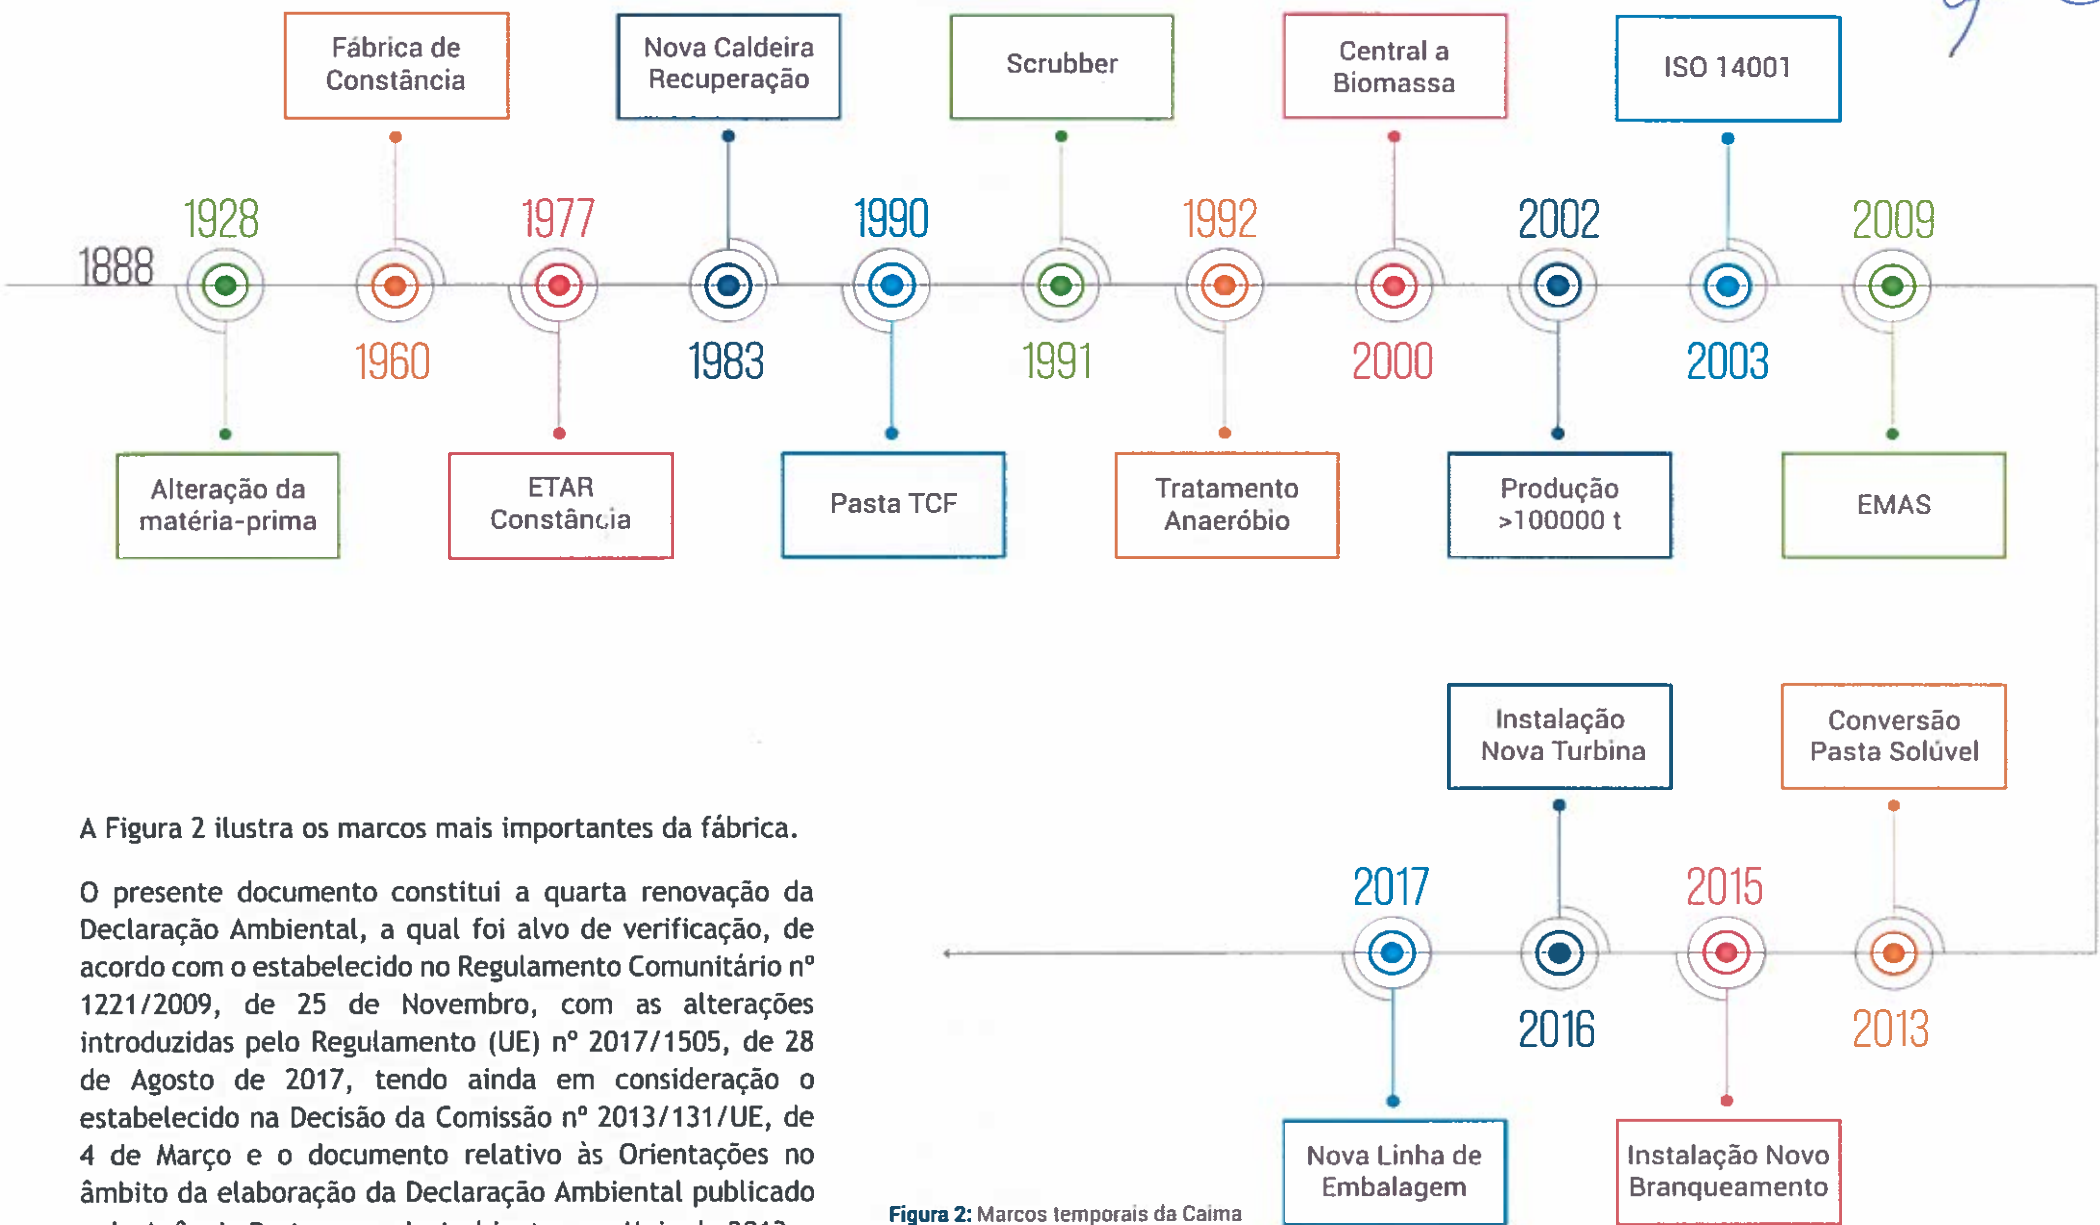 Fábrica de
Constância
Nova Caldeira
Recuperação
Scrubber
Central a
Biomassa
ISO 14001
1888
1928
1977
1990
1992
2002
2009
1960
1983
1991
2000
2003
Alteração da
matéria-prima
ETAR
Constância
Pasta TCF
Tratamento
Anaeróbio
Produção
>100000 t
EMAS
Instalação
Nova Turbina
Conversão
Pasta Solúvel
2017
2015
2016
2013
Nova Linha de
Embalagem
Instalação Novo
Branqueamento
A Figura 2 ilustra os marcos mais importantes da fábrica.
O presente documento constitui a quarta renovação da
Declaração Ambiental, a qual foi alvo de verificação, de
acordo com o estabelecido no Regulamento Comunitário nº
1221/2009, de 25 de Novembro, com as alterações
introduzidas pelo Regulamento (UE) nº 2017/1505, de 28
de Agosto de 2017, tendo ainda em consideração o
estabelecido na Decisão da Comissão nº 2013/131/UE, de
4 de Março e o documento relativo às Orientações no
âmbito da elaboração da Declaração Ambiental publicado
Figura 2: Marcos temporais da Caima